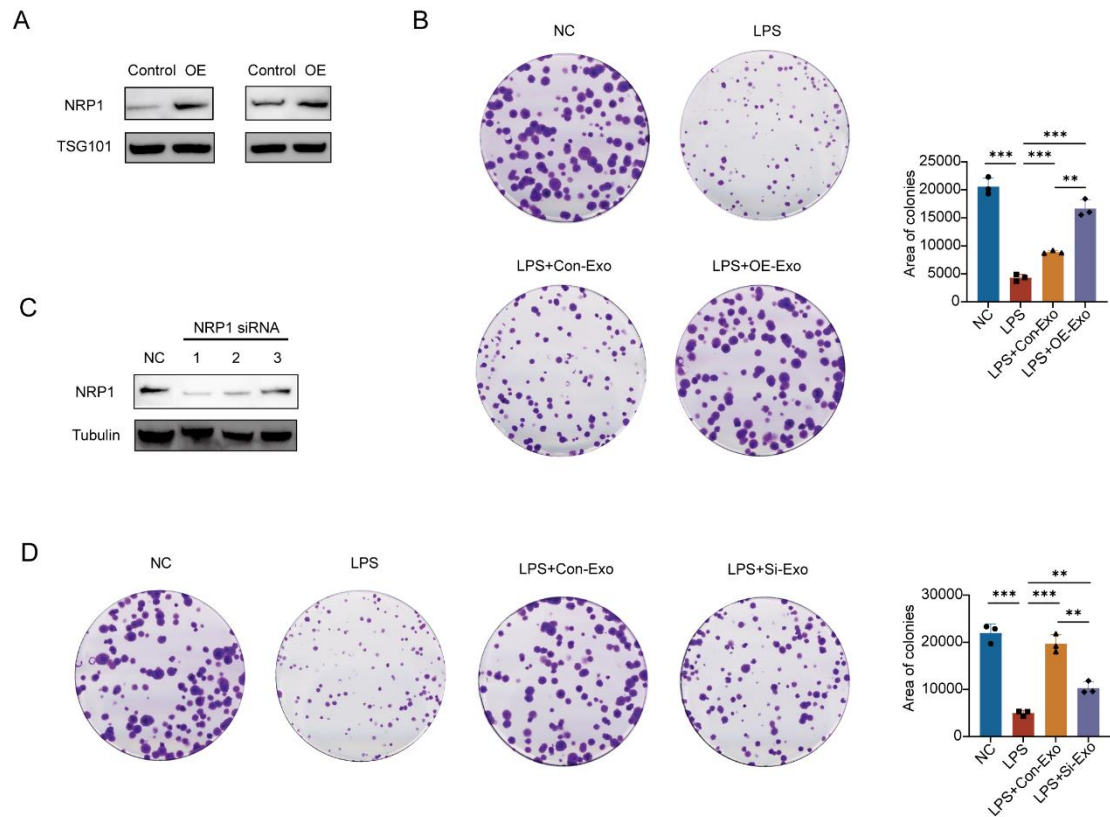 A
Control OE
Control OE
NRP1
TSG101
B
NC
LPS
LPS+Con-Exo
LPS+OE-Exo
***
*** ***
**
25000
20000
15000
10000
5000
0
Area of colonies
NC
LPS
LPS+Con-Exo
LPS+OE-Exo
C
NRP1 siRNA
NC 1 2 3
NRP1
Tubulin
D
NC
LPS
LPS+Con-Exo
LPS+Si-Exo
**
*** ***
**
30000
20000
10000
0
Area of colonies
NC
LPS
LPS+Con-Exo
LPS+Si-Exo